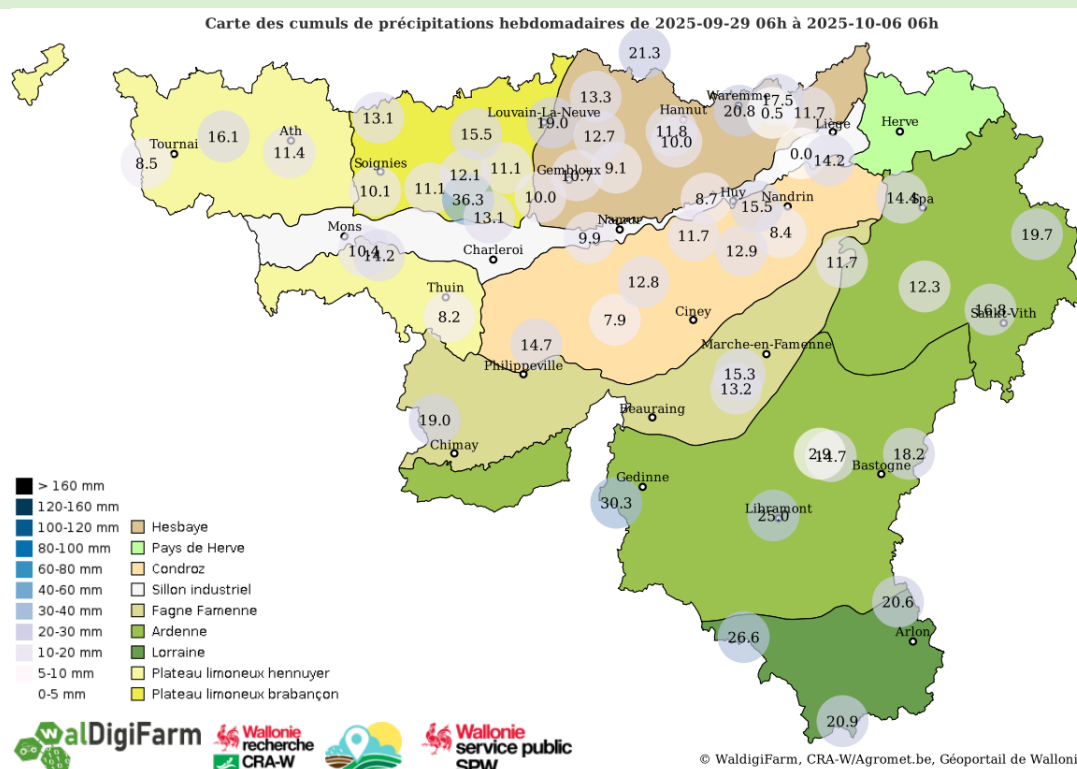 Carte des cumuls de précipitations hebdomadaires de 2025-09-29 06h à 2025-10-06 06h
21.3
13.3
Waremme
17.5
Louvain-La-Neuve
Hannut
20.8
0.5
11.7
13.1
19.0
16.1
Ath
15.5
12.7
11.8
Liège
Herve
Tournai
11.4
10.0
8.5
Soignies
11.1
9.1
0.0
14.2
12.1
Gembloux
10.7
10.1
11.1
36.3
10.0
8.7
Huy
Nandrin
14.4
Spa
15.5
13.1
Namur
Mons
9.9
11.7
8.4
19.7
10.4
14.2
Charleroi
12.9
11.7
12.8
12.3
Thuin
16.8
Sankt-Vith
8.2
7.9
Ciney
14.7
Marche-en-Famenne
Philippeville
15.3
13.2
19.0
Beauraing
Chimay
2.9
18.2
Bastogne
Gedinne
30.3
Libramont
25.0
20.6
26.6
Arlon
20.9
> 160 mm
120-160 mm
100-120 mm
80-100 mm
60-80 mm
40-60 mm
30-40 mm
20-30 mm
10-20 mm
5-10 mm
0-5 mm
Hesbaye
Pays de Herve
Condroz
Sillon industriel
Fagne Famenne
Ardenne
Lorraine
Plateau limoneux hennuyer
Plateau limoneux brabançon
walDigiFarm
Wallonie
recherche
CRA-W
Wallonie
service public
SPW
© WaldigiFarm, CRA-W/Agromet.be, Géoportail de Walloni